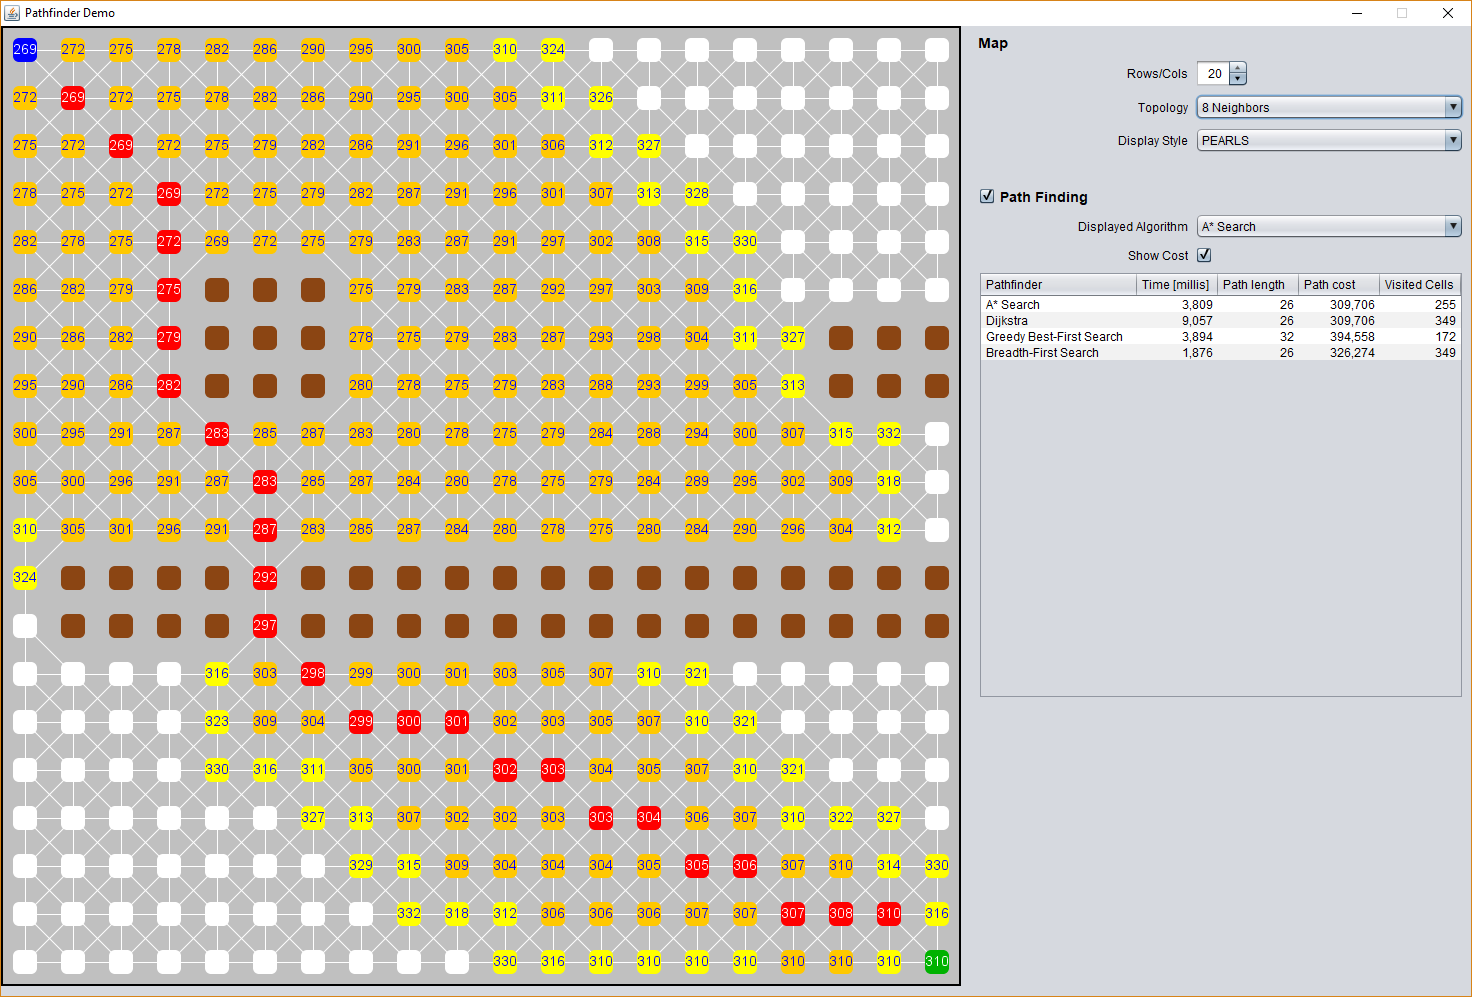 Pathfinder Demo
269 272 275 278 282 286 290 295 300 305 310 324
272 269 272 275 278 282 286 290 295 300 305 311 326
275 272 269 272 275 279 282 286 291 296 301 306 312 327
278 275 272 269 272 275 279 282 287 291 296 301 307 313 328
282 278 275 272 269 272 275 279 283 287 291 297 302 308 315 330
286 282 279 275 275 279 283 287 292 297 303 309 316
290 286 282 279 278 275 279 283 287 293 298 304 311 327
295 290 286 282 280 278 275 279 283 288 293 299 305 313
300 295 291 287 283 285 287 283 280 278 275 279 284 288 294 300 307 315 332
305 300 296 291 287 283 285 287 284 280 278 275 279 284 289 295 302 309 318
310 305 301 296 291 287 283 285 287 284 280 278 275 280 284 290 296 304 312
324 292
297
316 303 298 299 300 301 303 305 307 310 321
323 309 304 299 300 301 302 303 305 307 310 321
330 316 311 305 300 301 302 303 304 305 307 310 321
327 313 307 302 302 303 303 304 306 307 310 322 327
329 315 309 304 304 304 305 305 306 307 310 314 330
332 318 312 306 306 306 307 307 307 308 310 316
330 316 310 310 310 310 310 310 310 310
Map
Rows/Cols 20
Topology 8 Neighbors
Display Style PEARLS
Path Finding
Displayed Algorithm A* Search
Show Cost
Pathfinder Time [millis] Path length Path cost Visited Cells
A* Search 3,809 26 309,706 255
Dijkstra 9,057 26 309,706 349
Greedy Best-First Search 3,894 32 394,558 172
Breadth-First Search 1,876 26 326,274 349